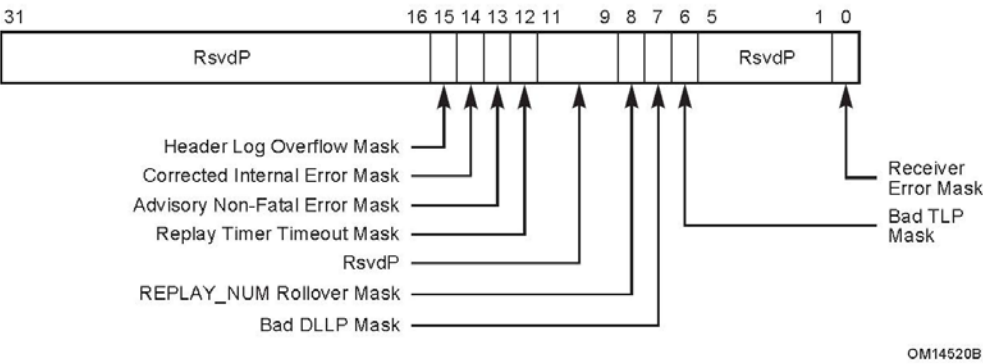 31 16 15 14 13 12 11 9 8 7 6 5 1 0
RsvdP RsvdP
Header Log Overflow Mask
Corrected Internal Error Mask
Advisory Non-Fatal Error Mask
Replay Timer Timeout Mask
RsvdP
REPLAY_NUM Rollover Mask
Bad DLLP Mask
Receiver
Error Mask
Bad TLP
Mask
OM14520B